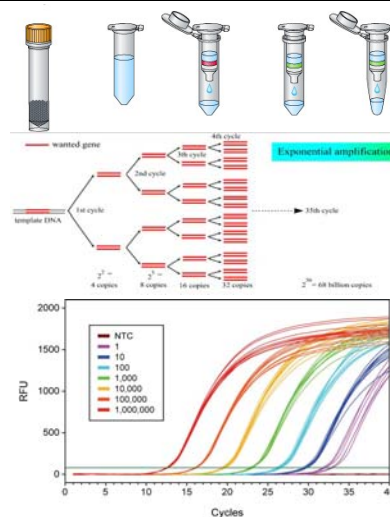 4th cycle
wanted gene
3th cycle
Exponential amplification
2nd cycle
1st cycle
template DNA
35th cycle
2² =
4 copies
2³ =
8 copies
16 copies
32 copies
2³⁶ = 68 billion copies
2000
1500
1000
500
0
RFU
NTC
1
10
100
1,000
10,000
100,000
1,000,000
0
5
10
15
20
25
30
35
40
Cycles